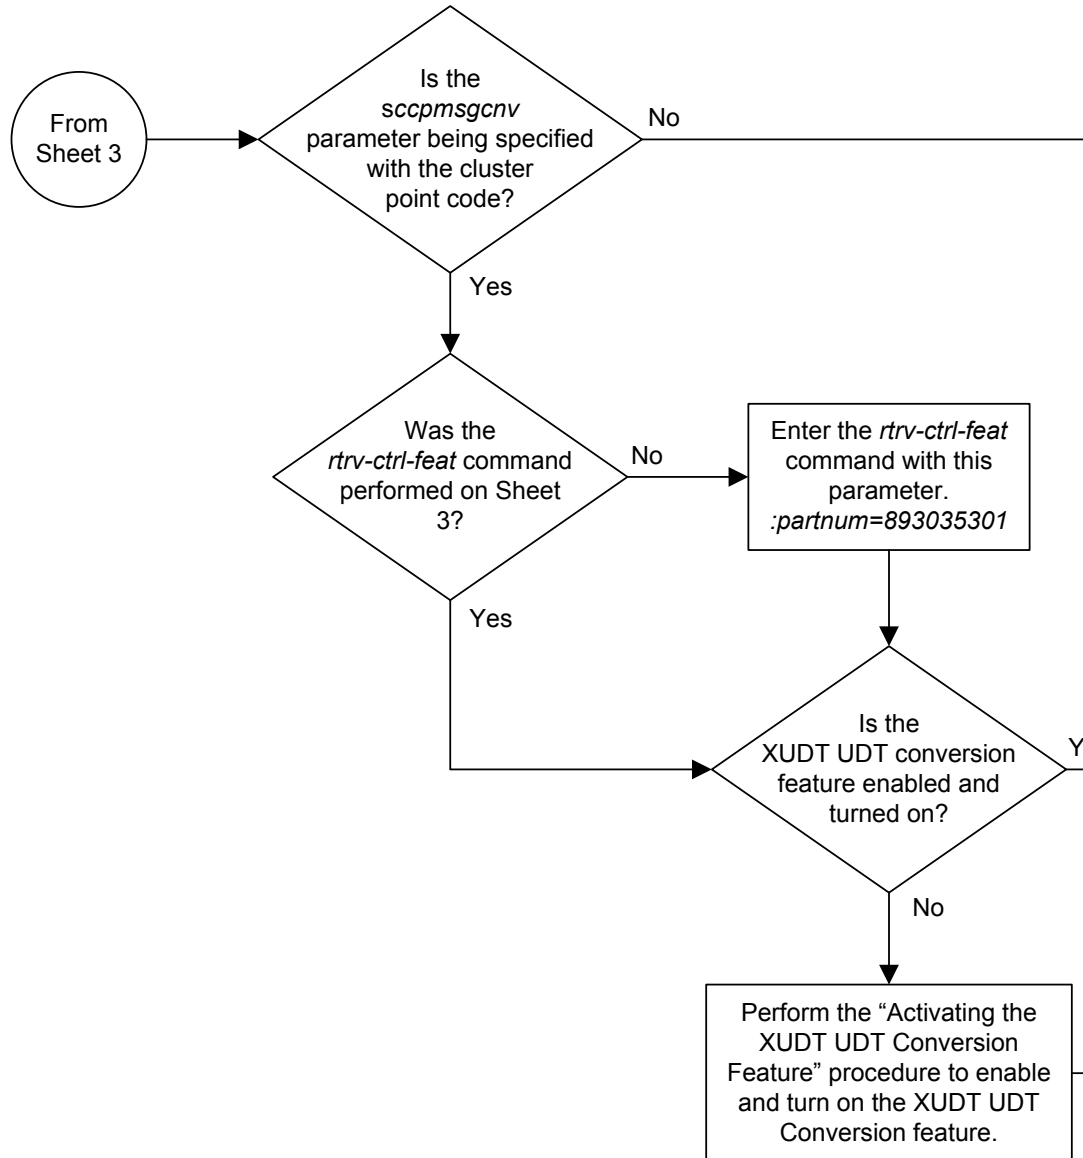 From
Sheet 3
Is the
sccpmsgcnv
parameter being specified
with the cluster
point code?
No
Yes
Was the
rtrv-ctrl-feat command
performed on Sheet
3?
No
Enter the rtrv-ctrl-feat
command with this
parameter.
:partnum=893035301
Yes
Is the
XUDT UDT conversion
feature enabled and
turned on?
Y
No
Perform the “Activating the
XUDT UDT Conversion
Feature” procedure to enable
and turn on the XUDT UDT
Conversion feature.